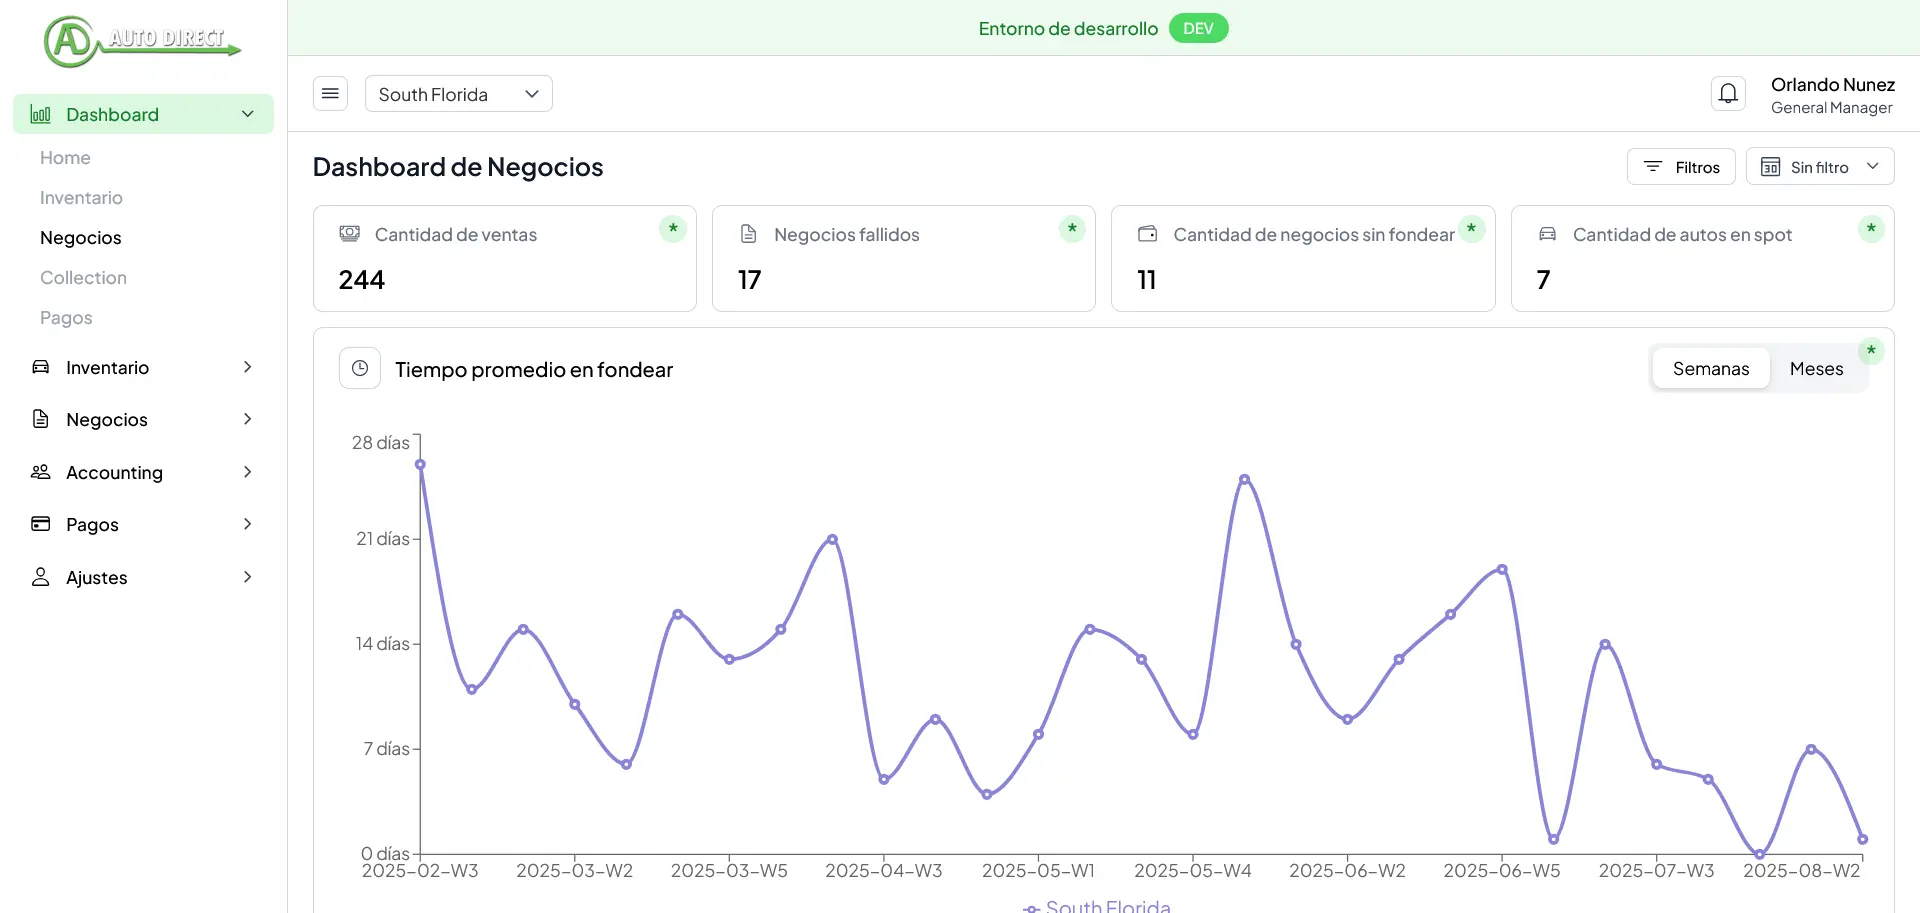 AD AUTO DIRECT
Entorno de desarrollo DEV
South Florida
Orlando Nunez
General Manager
Dashboard
Home
Inventario
Negocios
Collection
Pagos
Inventario
Negocios
Accounting
Pagos
Ajustes
Dashboard de Negocios
Filtros
30 Sin filtro
Cantidad de ventas *
244
Negocios fallidos *
17
Cantidad de negocios sin fondear *
11
Cantidad de autos en spot *
7
Tiempo promedio en fondear
Semanas Meses *
28 días
21 días
14 días
7 días
0 días
2025-02-W3 2025-03-W2 2025-03-W5 2025-04-W3 2025-05-W1 2025-05-W4 2025-06-W2 2025-06-W5 2025-07-W3 2025-08-W2
South Florida